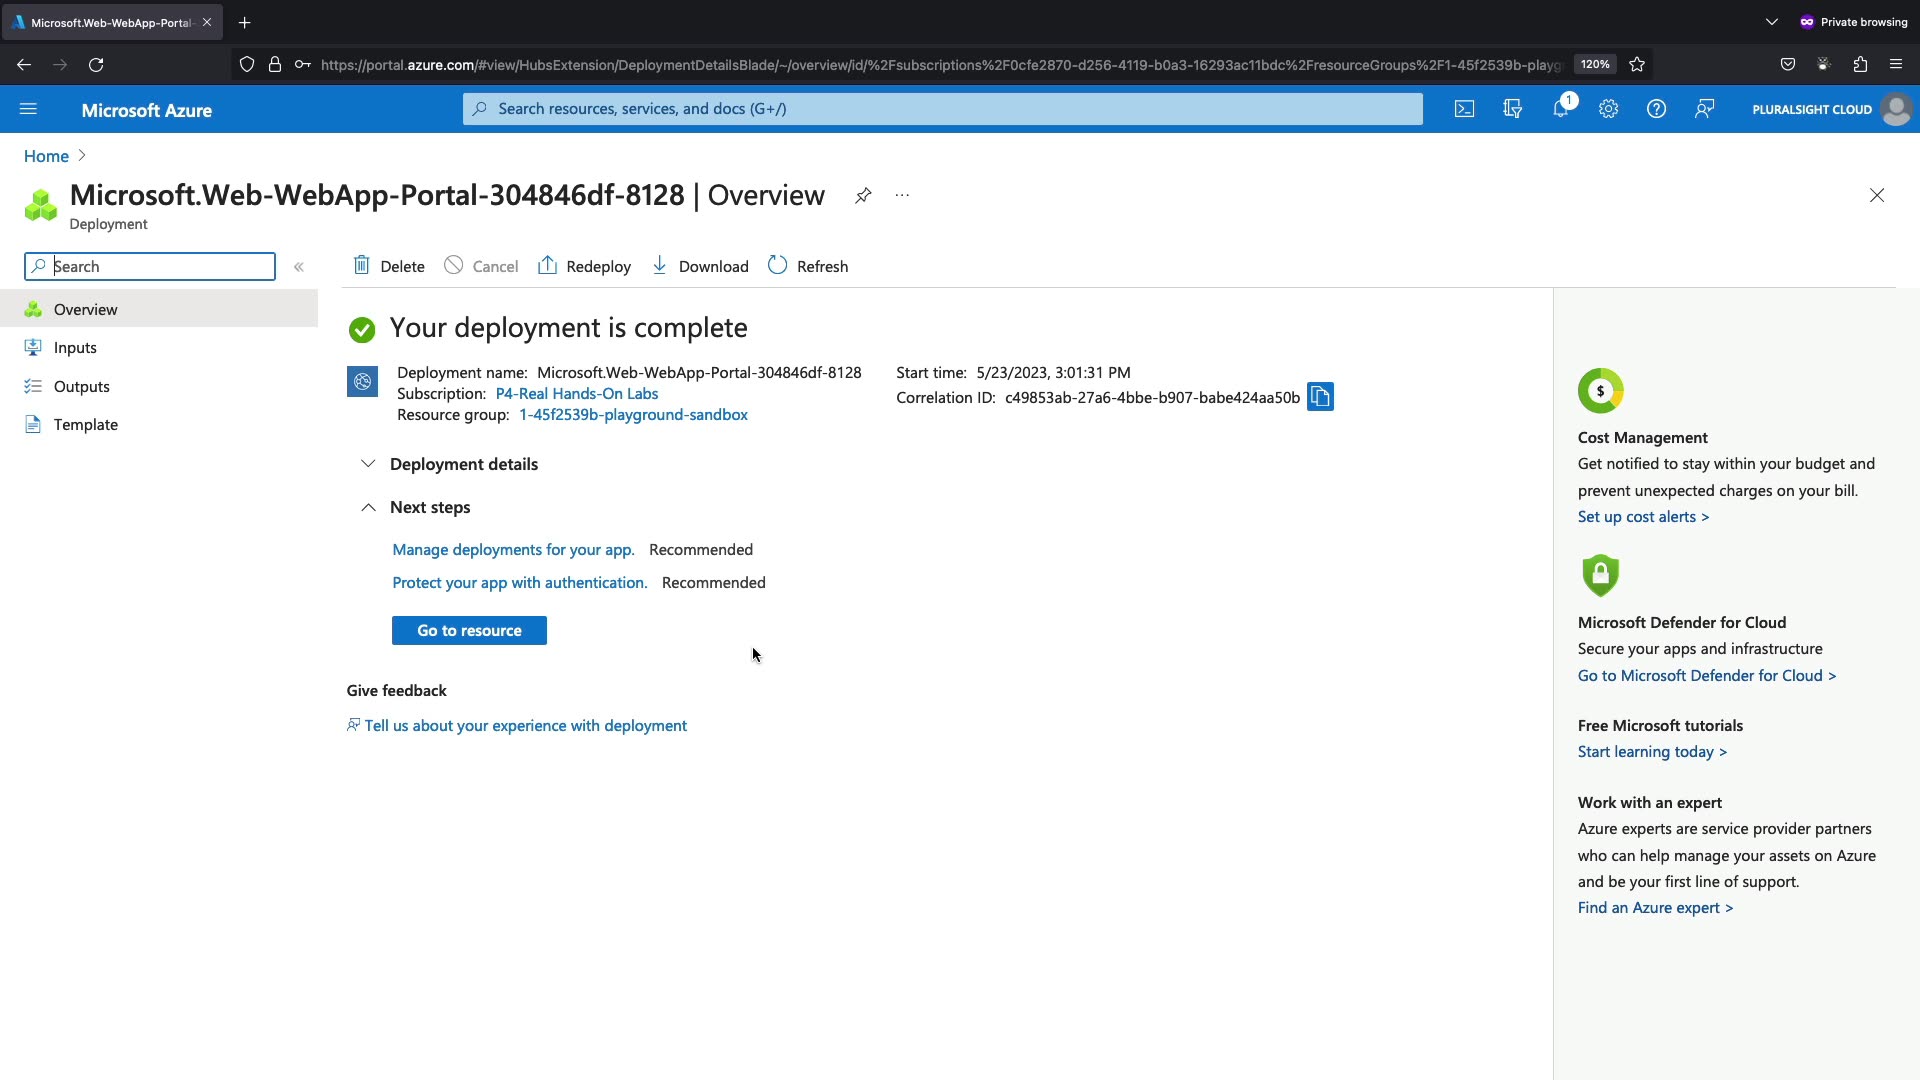 Microsoft.Web-WebApp-Portal-
Private browsing
https://portal.azure.com/#view/HubsExtension/DeploymentDetailsBlade/~/overview/id/%2Fsubscriptions%2F0cfe2870-d256-4119-b0a3-16293ac11bdc%2FresourceGroups%2F1-45f2539b-playg
120%
Microsoft Azure
Search resources, services, and docs (G+/)
1
PLURALSIGHT CLOUD
Home >
Microsoft.Web-WebApp-Portal-304846df-8128 | Overview
Deployment
Search
«
Delete
Cancel
Redeploy
Download
Refresh
Overview
Inputs
Outputs
Template
Your deployment is complete
Deployment name: Microsoft.Web-WebApp-Portal-304846df-8128
Subscription: P4-Real Hands-On Labs
Resource group: 1-45f2539b-playground-sandbox
Start time: 5/23/2023, 3:01:31 PM
Correlation ID: c49853ab-27a6-4bbe-b907-babe424aa50b
Deployment details
Next steps
Manage deployments for your app. Recommended
Protect your app with authentication. Recommended
Go to resource
Give feedback
Tell us about your experience with deployment
$
Cost Management
Get notified to stay within your budget and
prevent unexpected charges on your bill.
Set up cost alerts >
Microsoft Defender for Cloud
Secure your apps and infrastructure
Go to Microsoft Defender for Cloud >
Free Microsoft tutorials
Start learning today >
Work with an expert
Azure experts are service provider partners
who can help manage your assets on Azure
and be your first line of support.
Find an Azure expert >